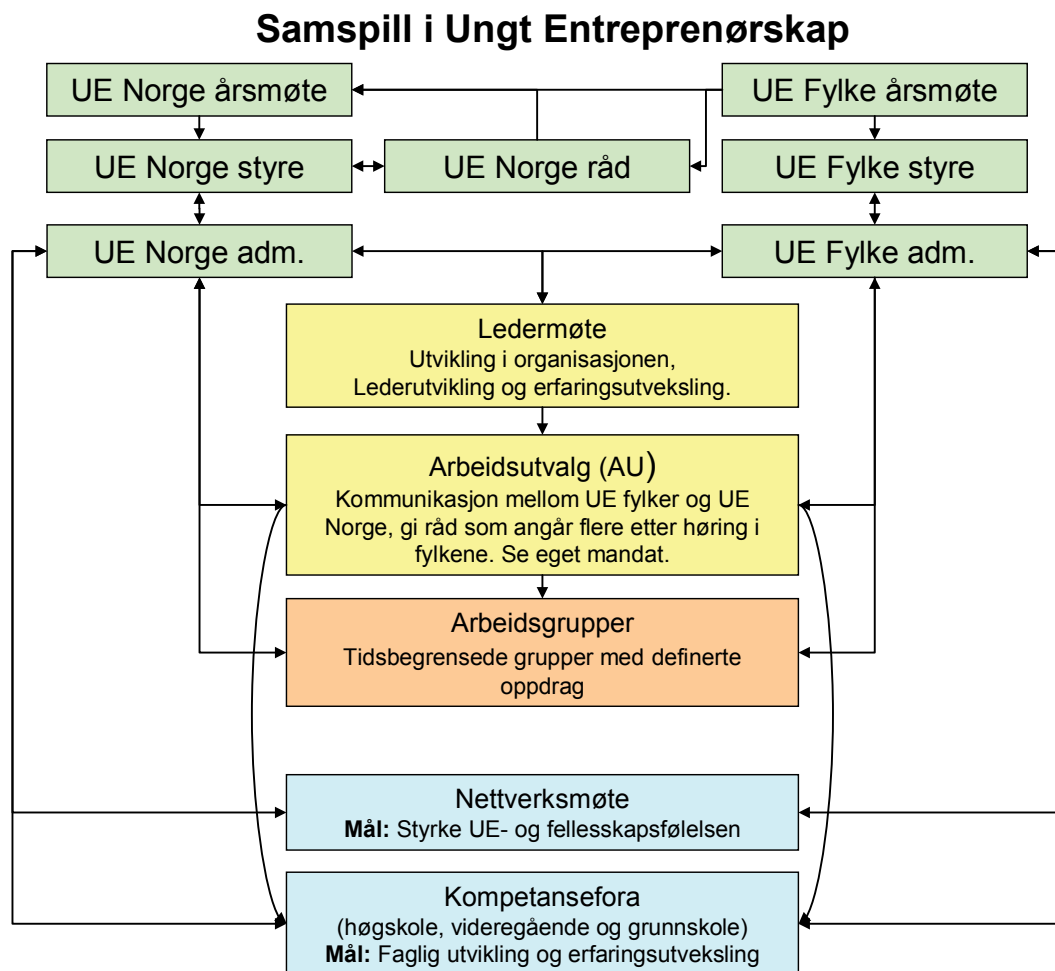 Samspill i Ungt Entreprenørskap
UE Norge årsmøte
UE Fylke årsmøte
UE Norge styre
UE Norge råd
UE Fylke styre
UE Norge adm.
UE Fylke adm.
Ledermøte
Utvikling i organisasjonen,
Lederutvikling og erfaringsutveksling.
Arbeidsutvalg (AU)
Kommunikasjon mellom UE fylker og UE
Norge, gi råd som angår flere etter høring i
fylkene. Se eget mandat.
Arbeidsgrupper
Tidsbegrensede grupper med definerte
oppdrag
Nettverksmøte
Mål: Styrke UE- og fellesskapsfølelsen
Kompetansefora
(høgskole, videregående og grunnskole)
Mål: Faglig utvikling og erfaringsutveksling